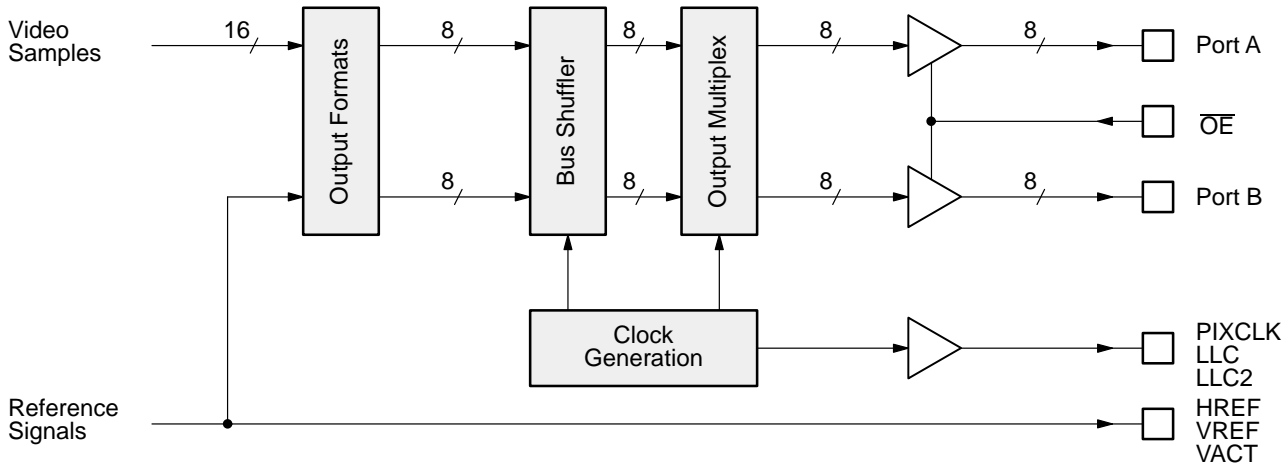 Video
Samples
16
8
8
8
8
Port A
OE
8
8
8
8
Port B
Output Formats
Bus Shuffler
Output Multiplex
Clock
Generation
PIXCLK
LLC
LLC2
Reference
Signals
HREF
VREF
VACT